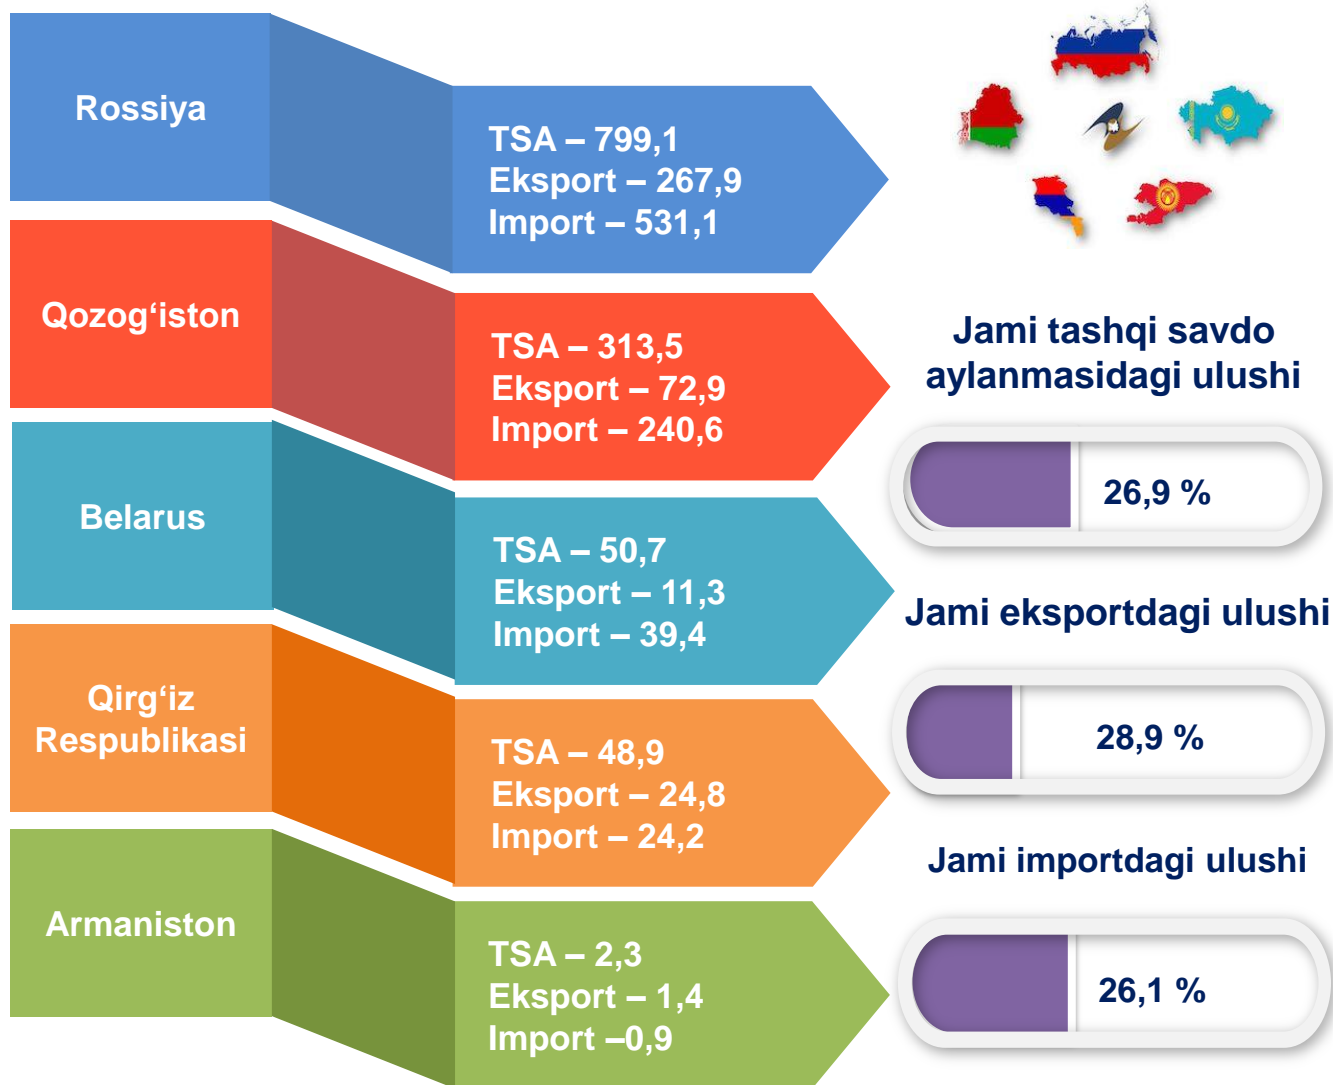 Rossiya
TSA – 799,1
Eksport – 267,9
Import – 531,1
Qozog‘iston
TSA – 313,5
Eksport – 72,9
Import – 240,6
Belarus
TSA – 50,7
Eksport – 11,3
Import – 39,4
Qirg‘iz
Respublikasi
TSA – 48,9
Eksport – 24,8
Import – 24,2
Armaniston
TSA – 2,3
Eksport – 1,4
Import –0,9
Jami tashqi savdo
aylanmasidagi ulushi
26,9 %
Jami eksportdagi ulushi
28,9 %
Jami importdagi ulushi
26,1 %